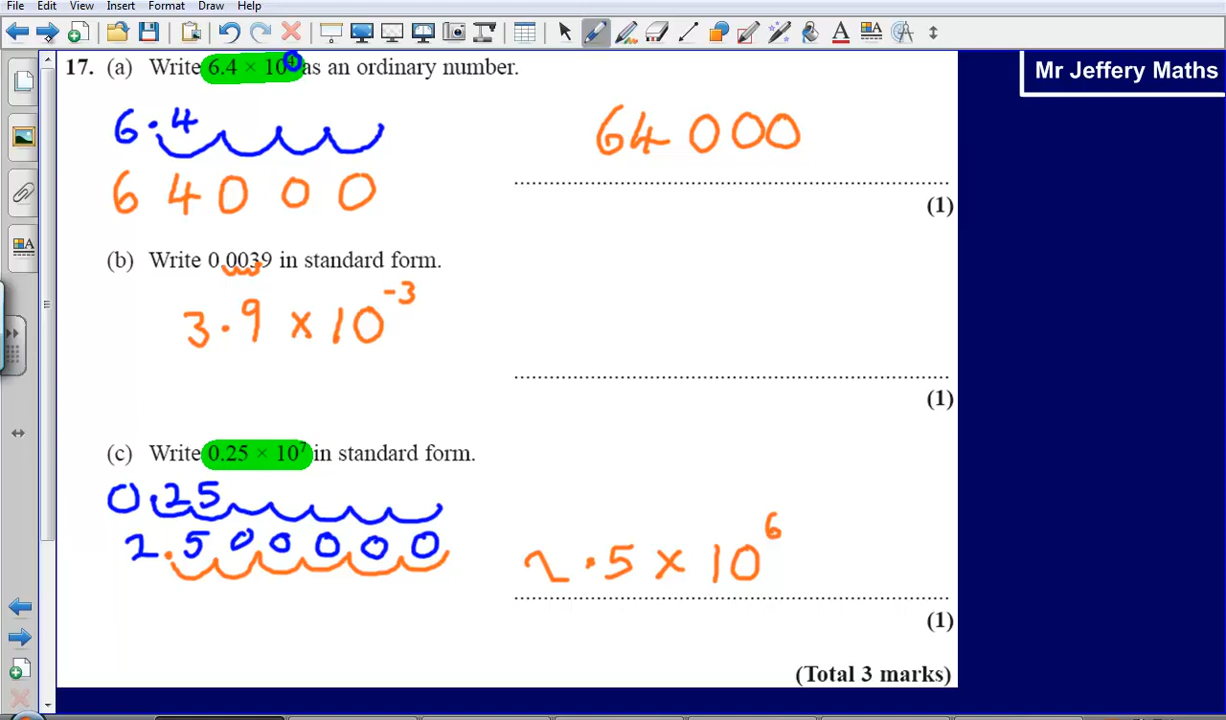 File Edit View Insert Format Draw Help
Mr Jeffery Maths
17. (a) Write 6.4 × 10⁴ as an ordinary number.
6.4
64000
64000
(1)
(b) Write 0.0039 in standard form.
3.9 × 10⁻³
(1)
(c) Write 0.25 × 10⁷ in standard form.
0.25
2.500000
2.5 × 10⁶
(1)
(Total 3 marks)